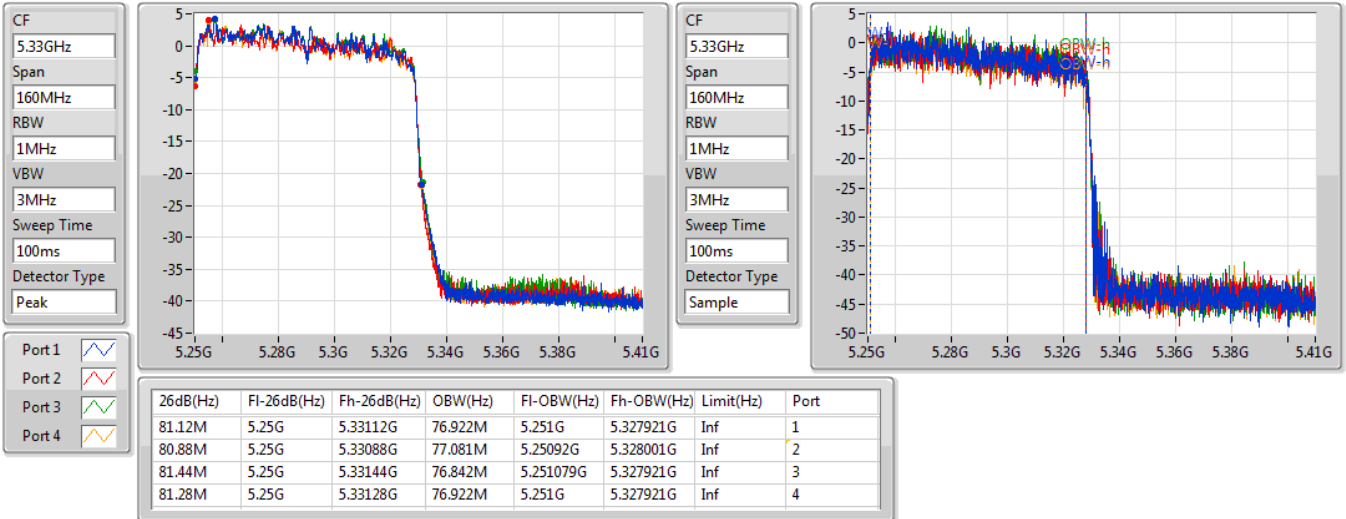 CF
5.33GHz
Span
160MHz
RBW
1MHz
VBW
3MHz
Sweep Time
100ms
Detector Type
Peak
5
0
-5
-10
-15
-20
-25
-30
-35
-40
-45
5.25G 5.28G 5.3G 5.32G 5.34G 5.36G 5.38G 5.41G
CF
5.33GHz
Span
160MHz
RBW
1MHz
VBW
3MHz
Sweep Time
100ms
Detector Type
Sample
5
0
-5
-10
-15
-20
-25
-30
-35
-40
-45
-50
OBW-h
OBW-h
OBW-h
5.25G 5.28G 5.3G 5.32G 5.34G 5.36G 5.38G 5.41G
Port 1
Port 2
Port 3
Port 4
26dB(Hz) Fl-26dB(Hz) Fh-26dB(Hz) OBW(Hz) Fl-OBW(Hz) Fh-OBW(Hz) Limit(Hz) Port
81.12M 5.25G 5.33112G 76.922M 5.251G 5.327921G Inf 1
80.88M 5.25G 5.33088G 77.081M 5.25092G 5.328001G Inf 2
81.44M 5.25G 5.33144G 76.842M 5.251079G 5.327921G Inf 3
81.28M 5.25G 5.33128G 76.922M 5.251G 5.327921G Inf 4